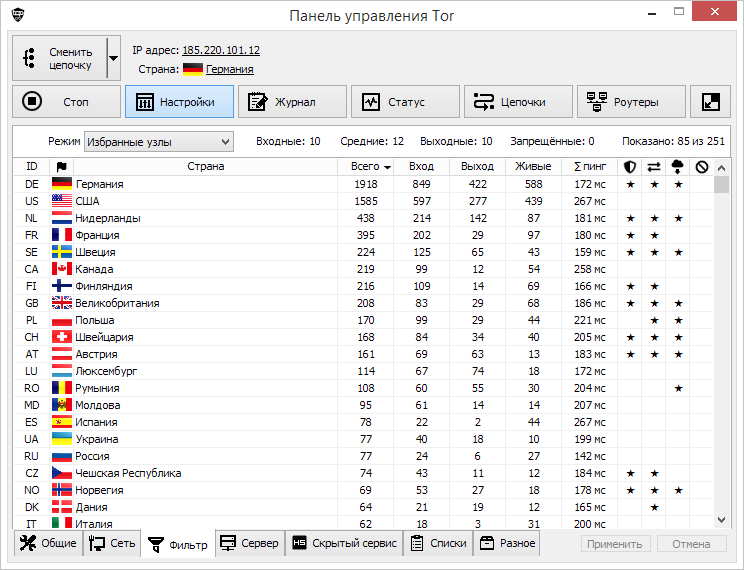 Панель управления Tor
Сменить цепочку
IP адрес: 185.220.101.12
Страна: Германия
Стоп Настройки Журнал Статус Цепочки Роутеры
Режим Избранные узлы Входные: 10 Средние: 12 Выходные: 10 Запрещённые: 0 Показано: 85 из 251
ID Страна Всего Вход Выход Живые Σ пинг
DE Германия 1918 849 422 588 172 мс ★ ★ ★
US США 1585 597 277 439 267 мс
NL Нидерланды 438 214 142 87 181 мс ★ ★ ★
FR Франция 395 202 29 97 180 мс ★ ★
SE Швеция 224 125 65 43 159 мс ★ ★ ★
CA Канада 219 99 12 54 258 мс
FI Финляндия 216 109 14 69 166 мс ★ ★
GB Великобритания 208 83 29 68 186 мс ★ ★ ★
PL Польша 170 99 29 44 221 мс ★ ★
CH Швейцария 168 84 34 40 205 мс ★ ★ ★
AT Австрия 161 69 63 13 183 мс ★ ★ ★
LU Люксембург 114 67 74 18 172 мс
RO Румыния 108 60 55 30 204 мс ★
MD Молдова 95 61 14 14 207 мс
ES Испания 78 22 2 44 267 мс
UA Украина 77 40 18 10 199 мс
RU Россия 77 24 6 27 142 мс
CZ Чешская Республика 74 43 11 12 184 мс ★ ★
NO Норвегия 69 53 27 18 178 мс ★ ★ ★
DK Дания 64 21 19 12 165 мс ★
IT Италия 62 18 3 31 200 мс
Общие Сеть Фильтр Сервер HS Скрытый сервис Списки Разное Применить Отмена